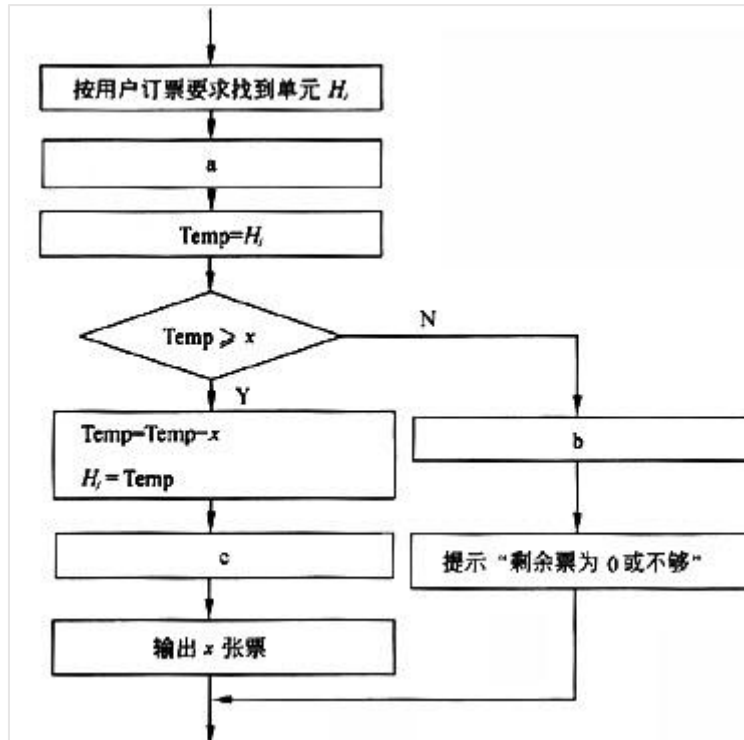 按用户订票要求找到单元 Hᵢ
a
Temp=Hᵢ
Temp ⩾ x
N
Y
Temp=Temp-x
Hᵢ = Temp
b
c
提示 “剩余票为 0 或不够”
输出 x 张票